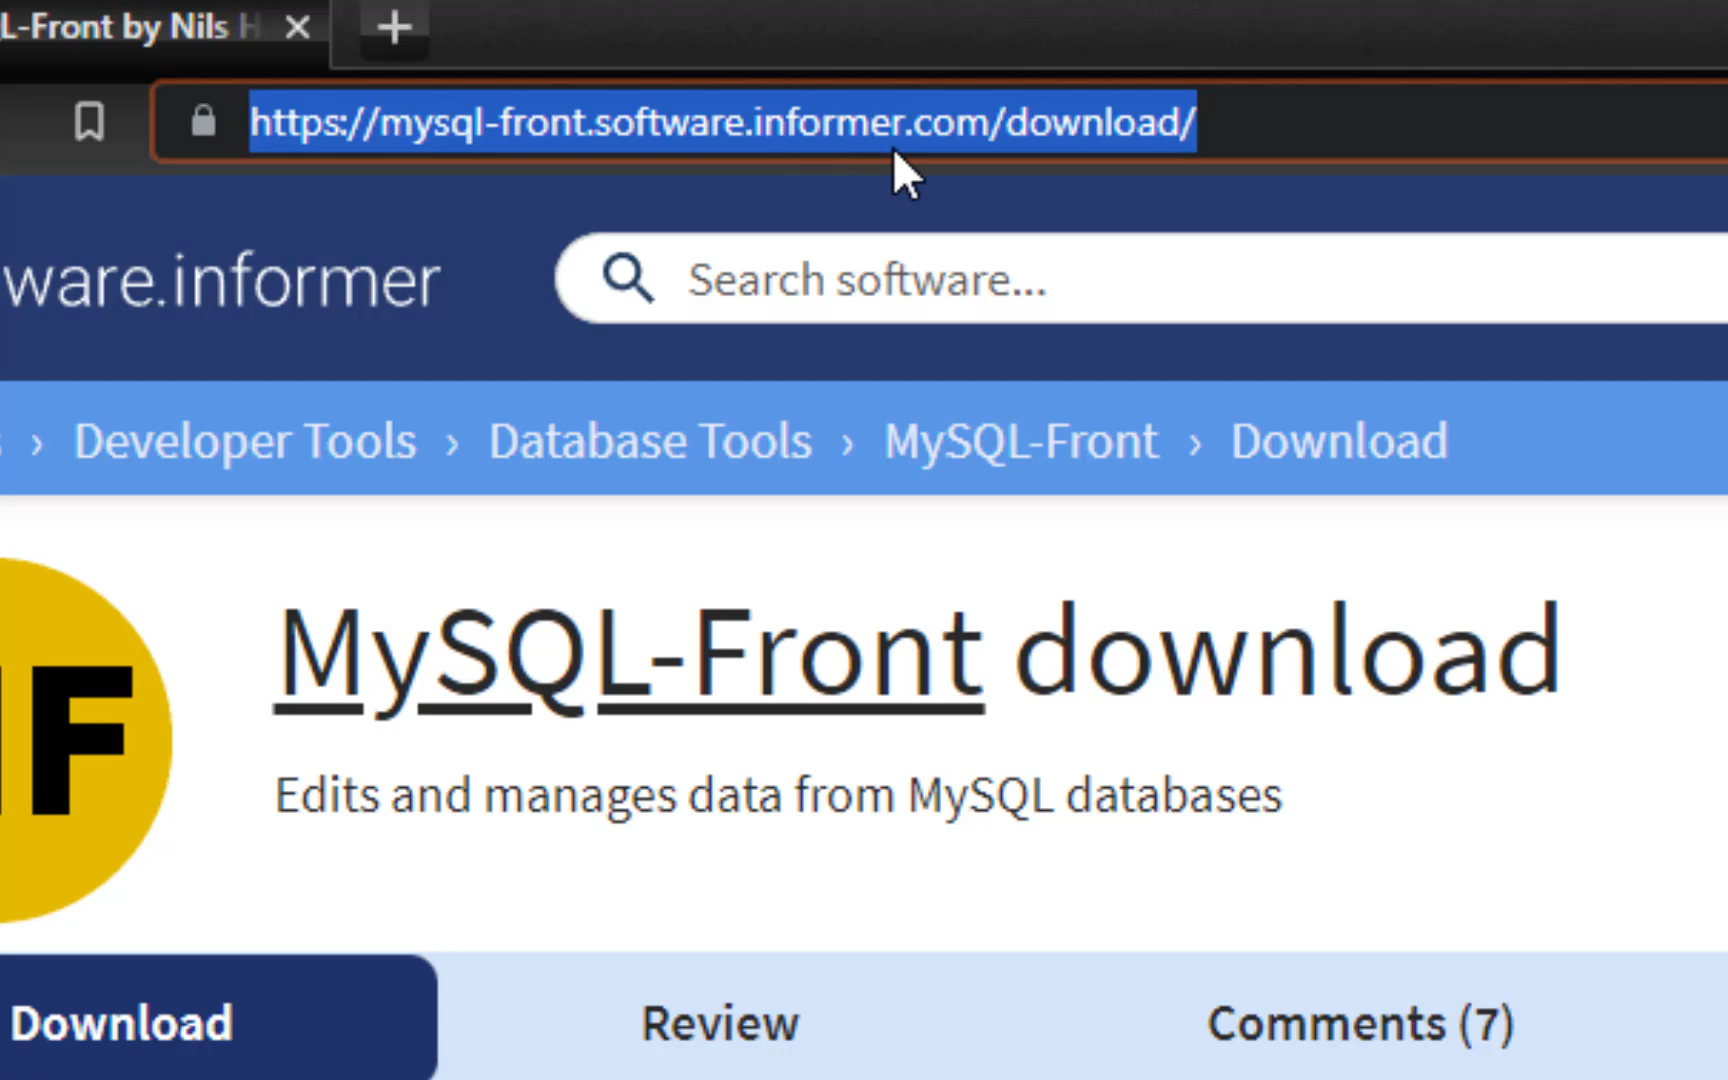 L-Front by Nils H
https://mysql-front.software.informer.com/download/
ware.informer
Search software...
› Developer Tools › Database Tools › MySQL-Front › Download
F
MySQL-Front download
Edits and manages data from MySQL databases
Download
Review
Comments (7)